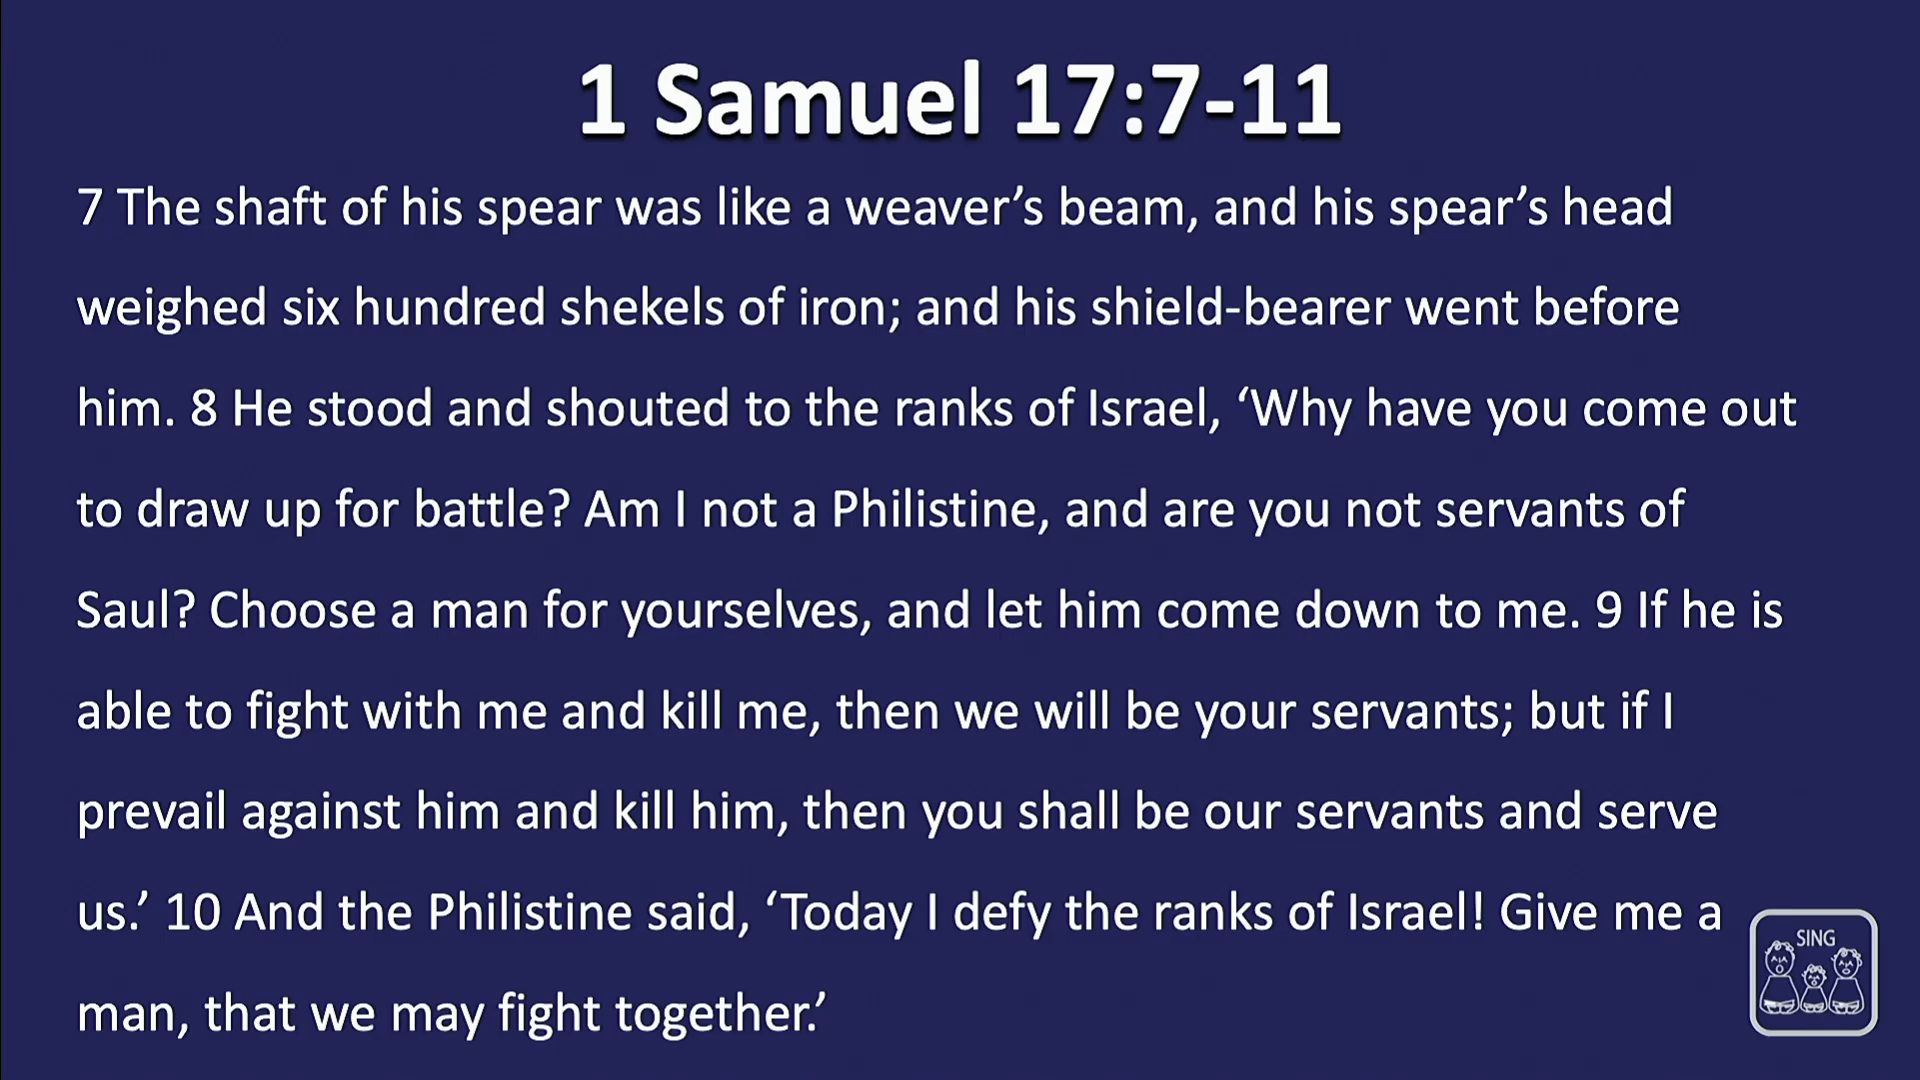 1 Samuel 17:7-11
7 The shaft of his spear was like a weaver’s beam, and his spear’s head
weighed six hundred shekels of iron; and his shield-bearer went before
him. 8 He stood and shouted to the ranks of Israel, ‘Why have you come out
to draw up for battle? Am I not a Philistine, and are you not servants of
Saul? Choose a man for yourselves, and let him come down to me. 9 If he is
able to fight with me and kill me, then we will be your servants; but if I
prevail against him and kill him, then you shall be our servants and serve
us.’ 10 And the Philistine said, ‘Today I defy the ranks of Israel! Give me a
man, that we may fight together.’
SING